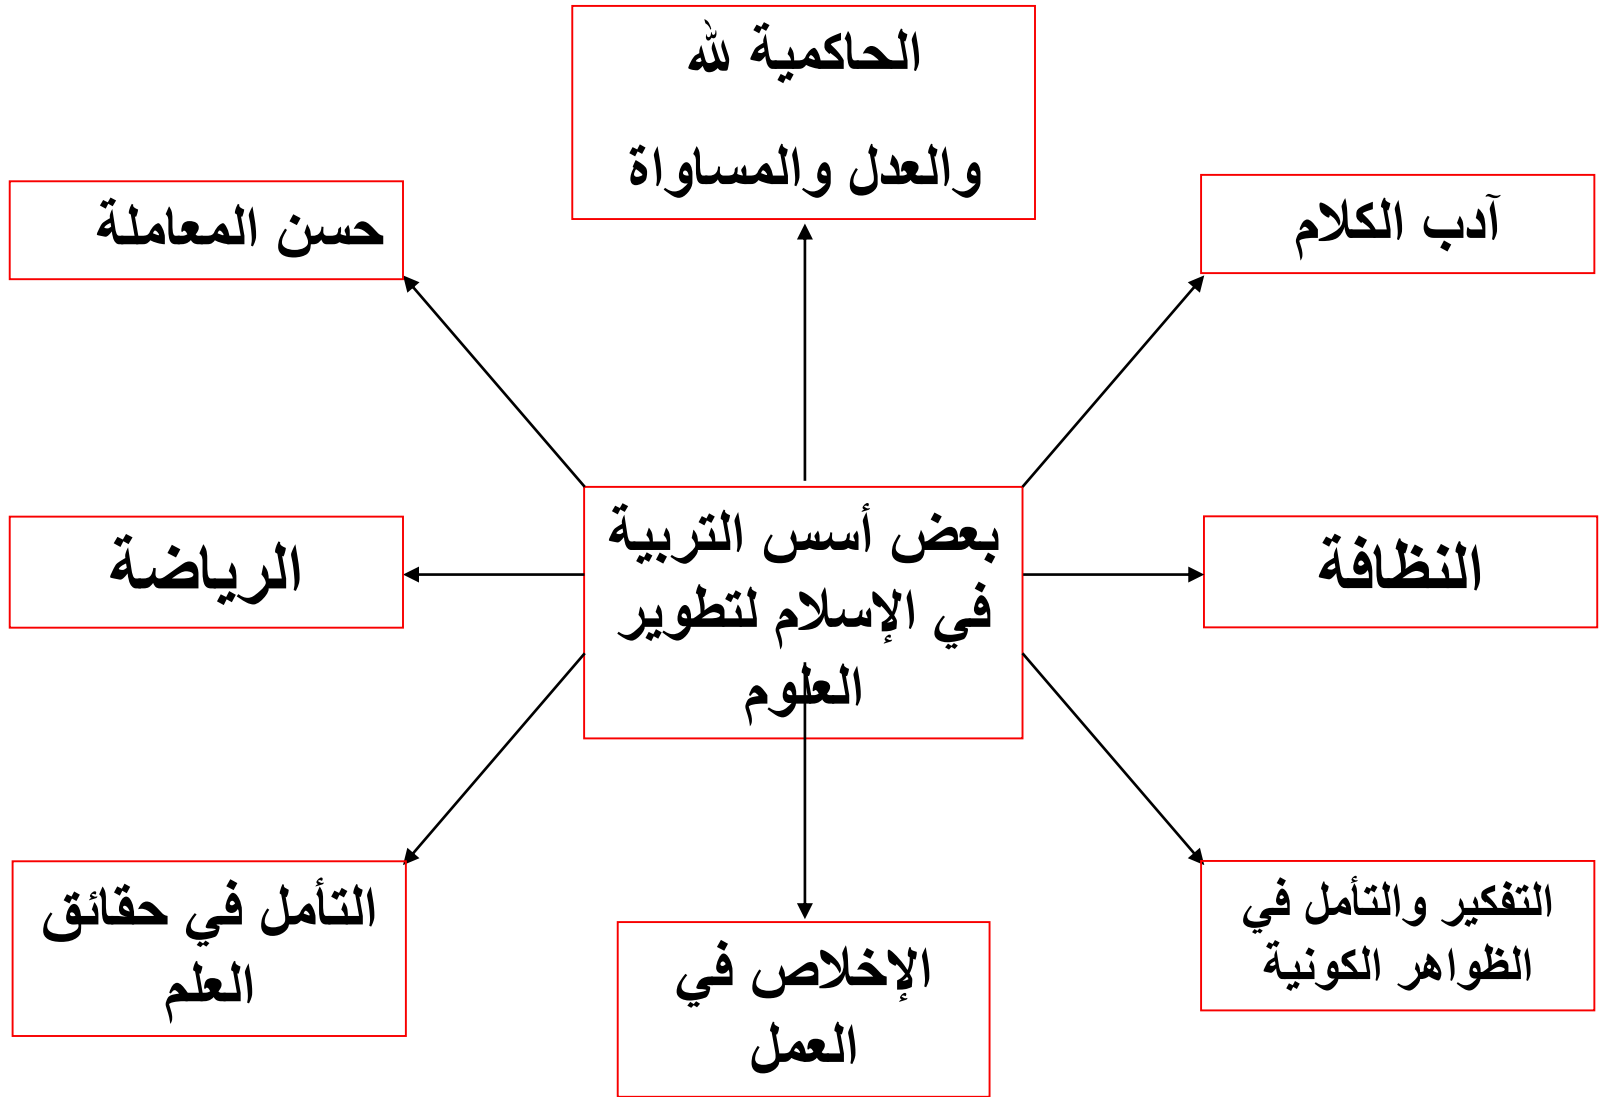 الحاكمية لله
والعدل والمساواة
آدب الكلام
حسن المعاملة
بعض أسس التربية
في الإسلام لتطوير
العلوم
النظافة
الرياضة
التفكير والتأمل في
الظواهر الكونية
الإخلاص في
العمل
التأمل في حقائق
العلم